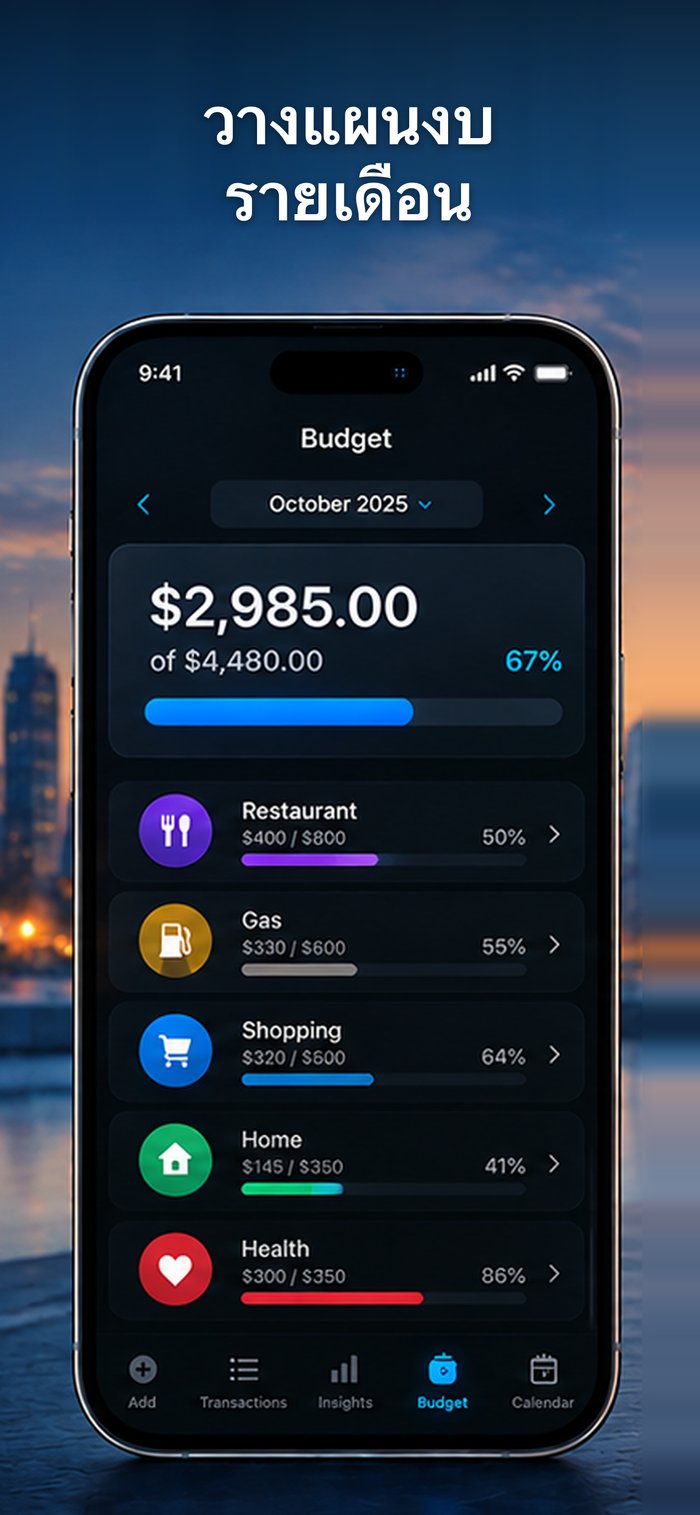 วางแผนงบ
รายเดือน
9:41
Budget
October 2025
$2,985.00
of $4,480.00
67%
Restaurant
$400 / $800
50%
Gas
$330 / $600
55%
Shopping
$320 / $600
64%
Home
$145 / $350
41%
Health
$300 / $350
86%
Add
Transactions
Insights
Budget
Calendar